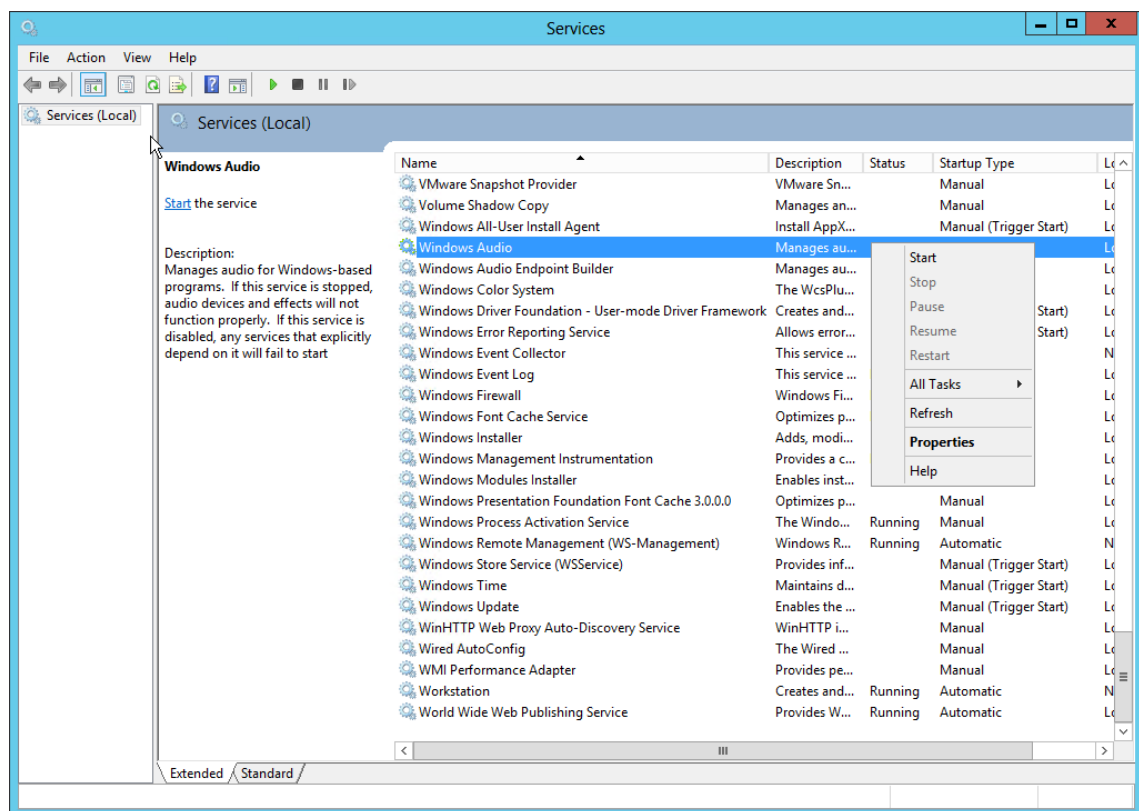 Services
File Action View Help
Services (Local)
Services (Local)
Windows Audio
Start the service
Description:
Manages audio for Windows-based
programs. If this service is stopped,
audio devices and effects will not
function properly. If this service is
disabled, any services that explicitly
depend on it will fail to start
Name Description Status Startup Type
VMware Snapshot Provider VMware Sn... Manual
Volume Shadow Copy Manages an... Manual
Windows All-User Install Agent Install AppX... Manual (Trigger Start)
Windows Audio Manages au...
Windows Audio Endpoint Builder Manages au...
Windows Color System The WcsPlu...
Windows Driver Foundation - User-mode Driver Framework Creates and... Start)
Windows Error Reporting Service Allows error... Start)
Windows Event Collector This service ...
Windows Event Log This service ...
Windows Firewall Windows Fi...
Windows Font Cache Service Optimizes p...
Windows Installer Adds, modi...
Windows Management Instrumentation Provides a c...
Windows Modules Installer Enables inst...
Windows Presentation Foundation Font Cache 3.0.0.0 Optimizes p... Manual
Windows Process Activation Service The Windo... Running Manual
Windows Remote Management (WS-Management) Windows R... Running Automatic
Windows Store Service (WSService) Provides inf... Manual (Trigger Start)
Windows Time Maintains d... Manual (Trigger Start)
Windows Update Enables the ... Manual (Trigger Start)
WinHTTP Web Proxy Auto-Discovery Service WinHTTP i... Manual
Wired AutoConfig The Wired ... Manual
WMI Performance Adapter Provides pe... Manual
Workstation Creates and... Running Automatic
World Wide Web Publishing Service Provides W... Running Automatic
Start
Stop
Pause
Resume
Restart
All Tasks
Refresh
Properties
Help
Extended Standard